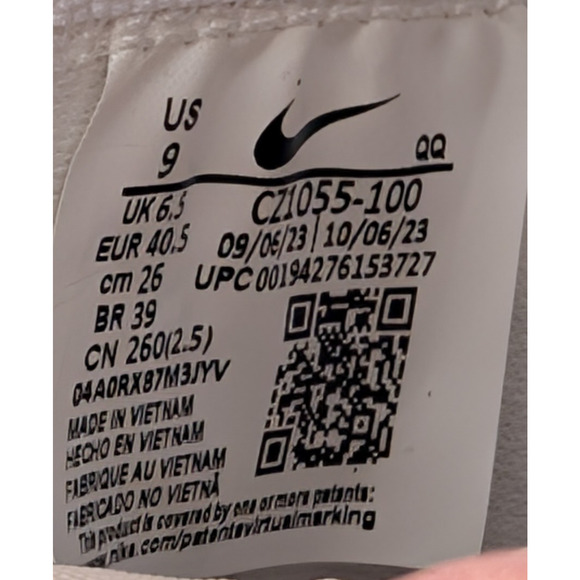 US
9
QQ
UK 6.5
CZ1055-100
EUR 40.5
09/06/23 | 10/06/23
cm 26
UPC 00194276153727
BR 39
CN 260(2.5)
04A0RX87M3JYV
MADE IN VIETNAM
HECHO EN VIETNAM
FABRIQUE AU VIETNAM
FABRICADO NO VIETNÃ
This product is covered by one or more patents:
nike.com/patentsvirtualmarking